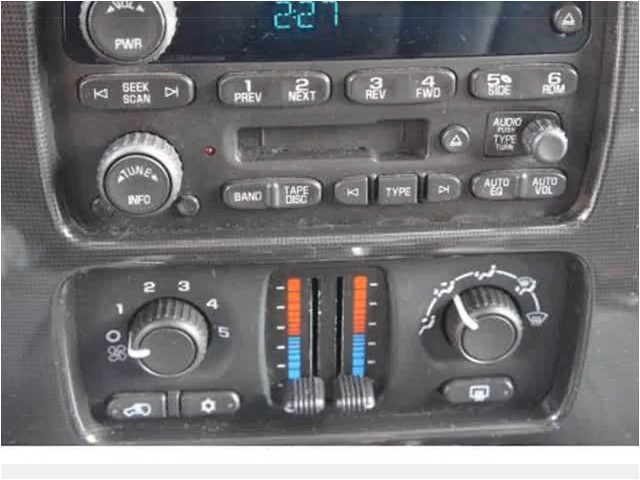 2:27
VOL
PWR
SEEK
SCAN
1
PREV
2
NEXT
3
REV
4
FWD
5
SIDE
6
RDM
AUDIO
PUSH
TYPE
TURN
TUNE
INFO
BAND
TAPE
DISC
TYPE
AUTO
EQ
AUTO
VOL
1 2 3 4 5